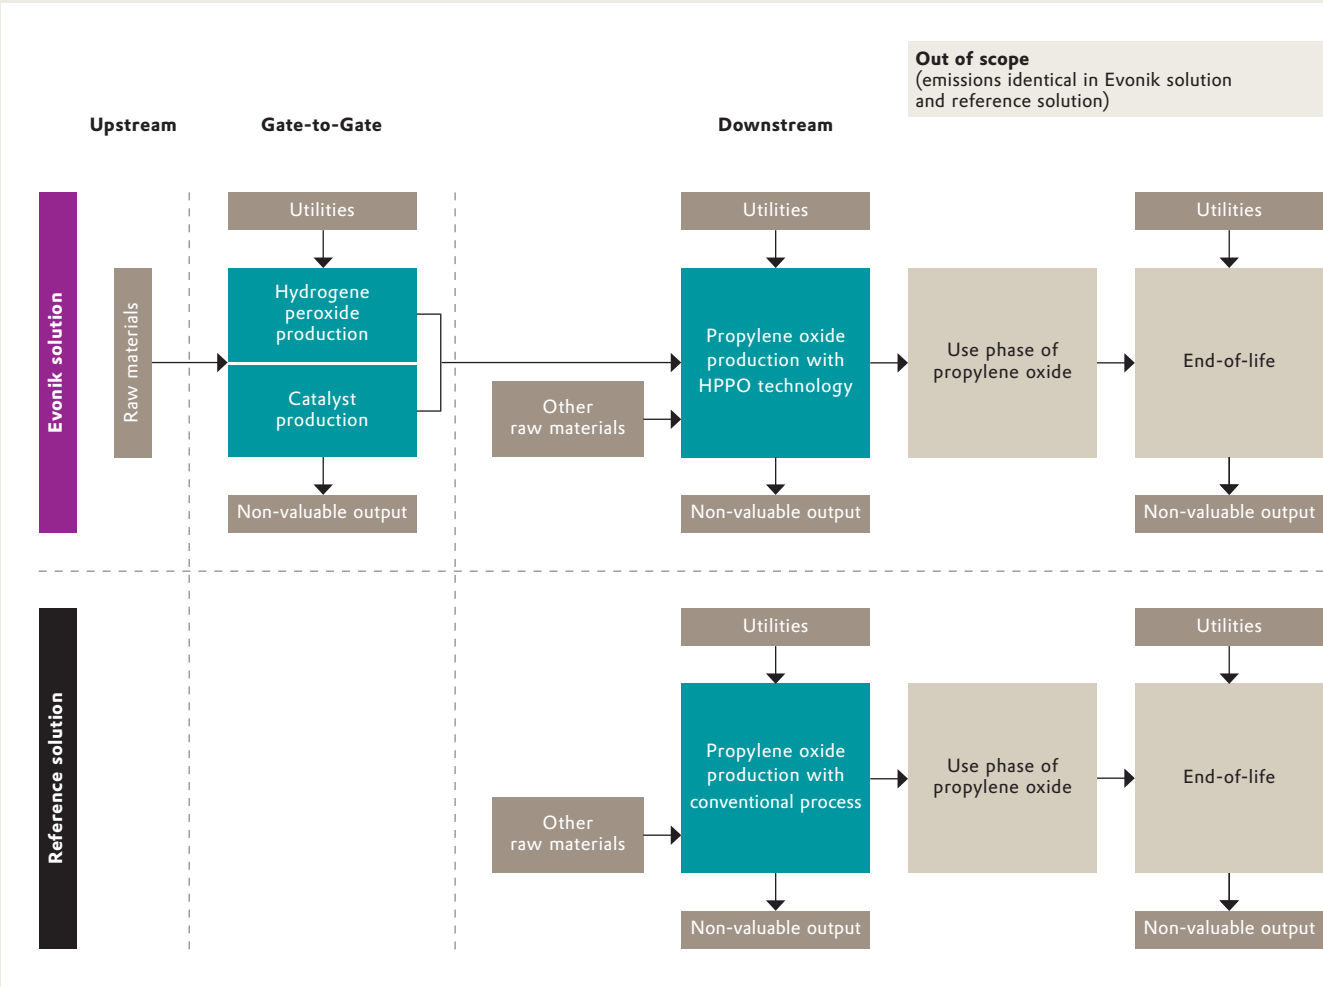 Out of scope
(emissions identical in Evonik solution
and reference solution)
Upstream
Gate-to-Gate
Downstream
Evonik solution
Raw materials
Utilities
Hydrogene
peroxide
production
Catalyst
production
Non-valuable output
Other
raw materials
Utilities
Propylene oxide
production with
HPPO technology
Non-valuable output
Use phase of
propylene oxide
Utilities
End-of-life
Non-valuable output
Reference solution
Other
raw materials
Utilities
Propylene oxide
production with
conventional process
Non-valuable output
Use phase of
propylene oxide
Utilities
End-of-life
Non-valuable output